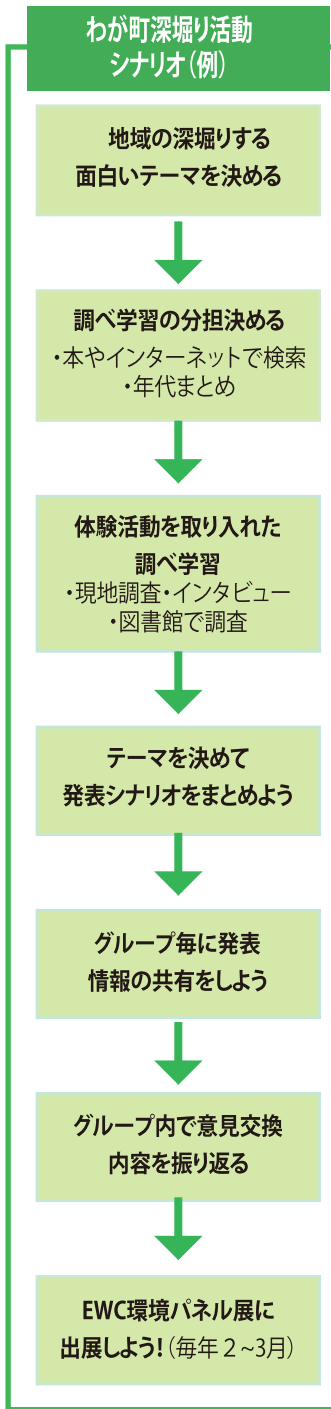 わが町深堀り活動
シナリオ（例）
地域の深堀りする
面白いテーマを決める
調べ学習の分担決める
・本やインターネットで検索
・年代まとめ
体験活動を取り入れた
調べ学習
・現地調査・インタビュー
・図書館で調査
テーマを決めて
発表シナリオをまとめよう
グループ毎に発表
情報の共有をしよう
グループ内で意見交換
内容を振り返る
EWC環境パネル展に
出展しよう！（毎年２~3月）